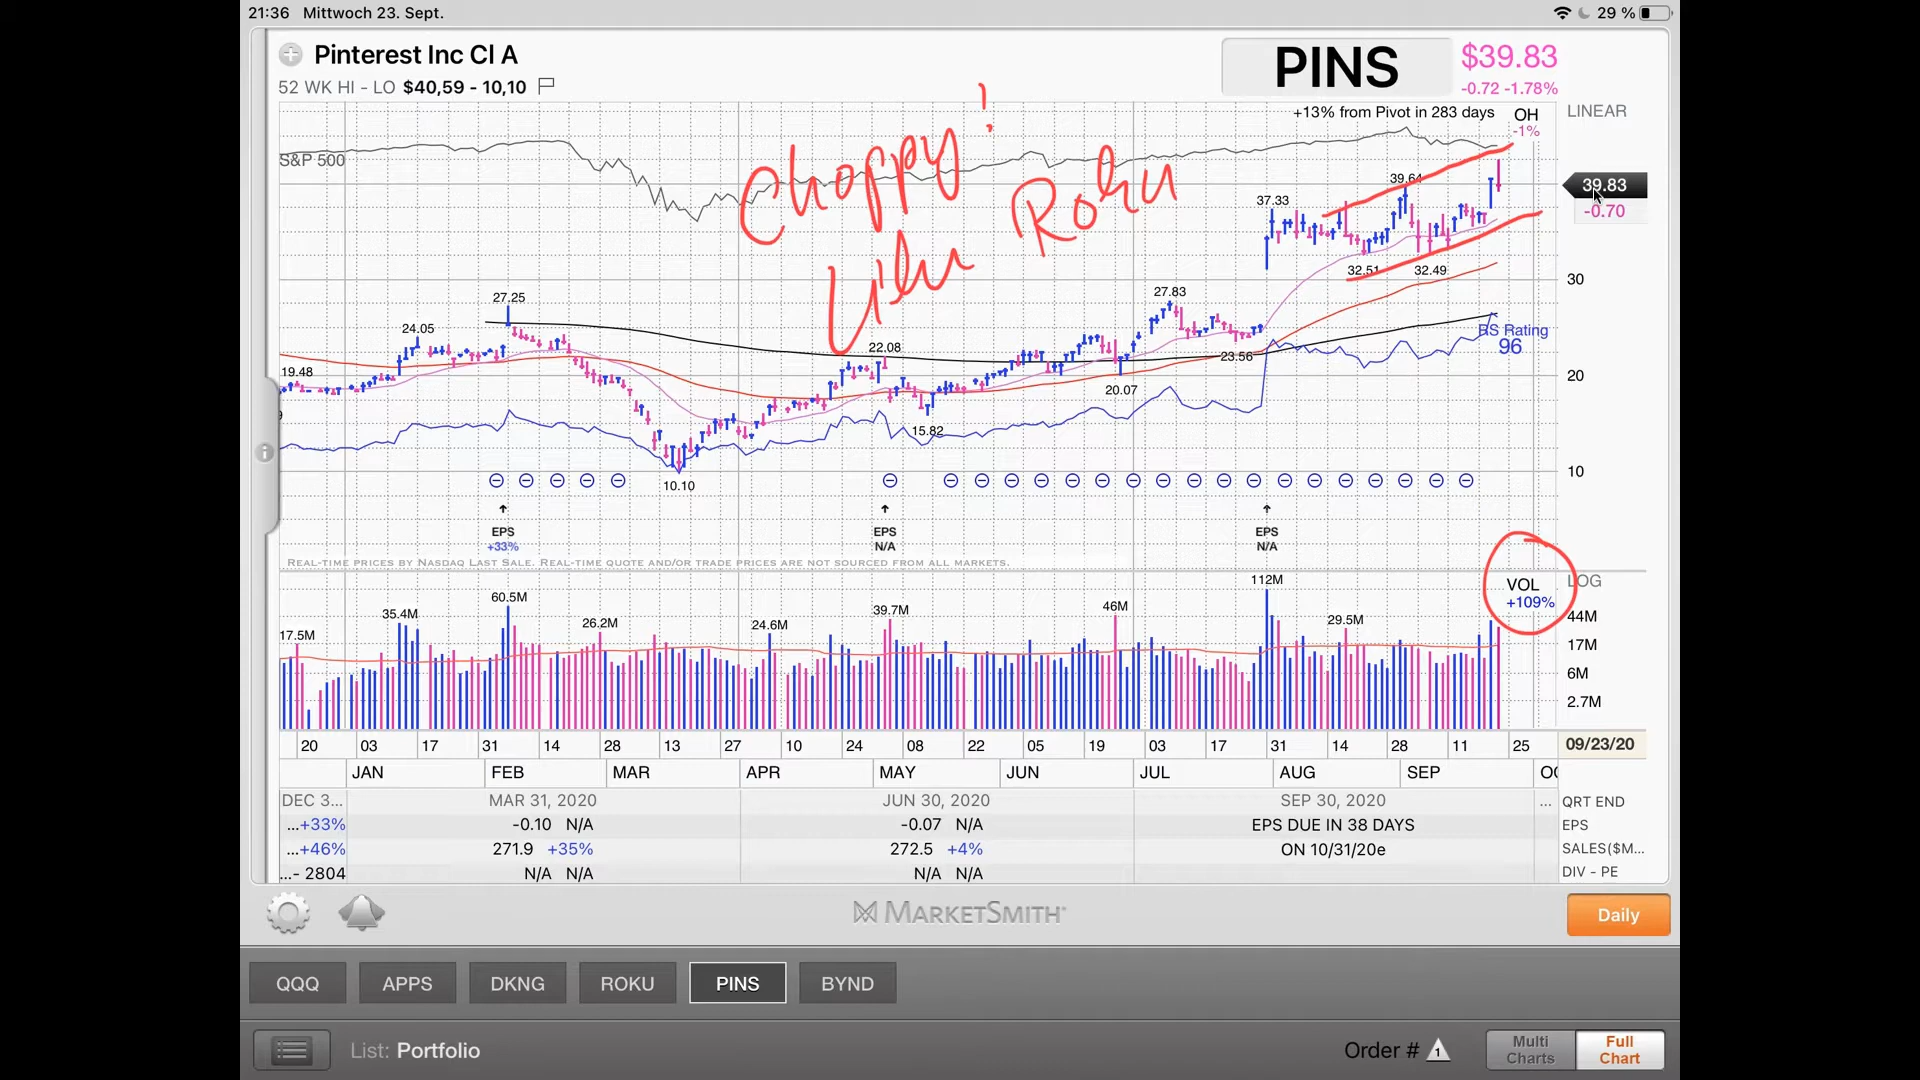 21:36 Mittwoch 23. Sept.
29 %
Pinterest Inc Cl A
PINS
$39.83
52 WK HI - LO $40,59 - 10,10
-0.72 -1.78%
+13% from Pivot in 283 days
OH
-1%
LINEAR
S&P 500
Choppy!
Roku
39.83
-0.70
37.33
39.64
32.51
32.49
30
27.25
27.83
24.05
22.08
23.56
RS Rating
96
19.48
20.07
20
15.82
10.10
10
EPS
+33%
EPS
N/A
EPS
N/A
Real-time prices by Nasdaq Last Sale. Real-time quote and/or trade prices are not sourced from all markets.
VOL
+109%
LOG
17.5M
35.4M
60.5M
26.2M
24.6M
39.7M
46M
112M
29.5M
44M
17M
6M
2.7M
20 03 17 31 14 28 13 27 10 24 08 22 05 19 03 17 31 14 28 11 25
09/23/20
JAN FEB MAR APR MAY JUN JUL AUG SEP
DEC 3... MAR 31, 2020 JUN 30, 2020 SEP 30, 2020 ... QRT END
...+33% -0.10 N/A -0.07 N/A EPS DUE IN 38 DAYS EPS
...+46% 271.9 +35% 272.5 +4% ON 10/31/20e SALES($M...
...- 2804 N/A N/A N/A N/A DIV - PE
MARKETSMITH
Daily
QQQ APPS DKNG ROKU PINS BYND
List: Portfolio
Order # 1
Multi Charts
Full Chart